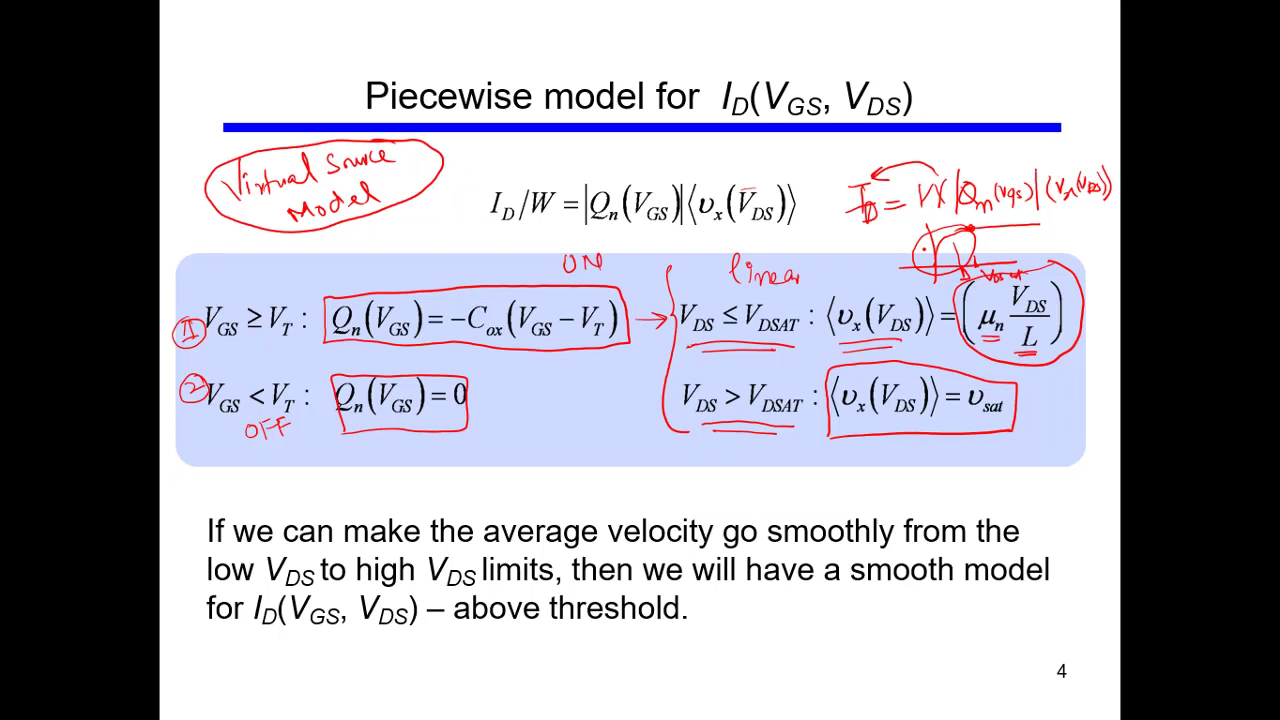 Piecewise model for I_D(V_GS, V_DS)
Virtual Source
Model
I_D/W = |Q_n(V_GS)|⟨υ_x(V_DS)⟩
I_D = W × |Q_n(V_GS)| ⟨V_x(V_DS)⟩
ON
linear
① V_GS ≥ V_T : Q_n(V_GS) = −C_ox(V_GS − V_T) → V_DS ≤ V_DSAT : ⟨υ_x(V_DS)⟩ = (μ_n V_DS/L)
② V_GS < V_T : Q_n(V_GS) = 0 V_DS > V_DSAT : ⟨υ_x(V_DS)⟩ = υ_sat
OFF
If we can make the average velocity go smoothly from the
low V_DS to high V_DS limits, then we will have a smooth model
for I_D(V_GS, V_DS) – above threshold.
4